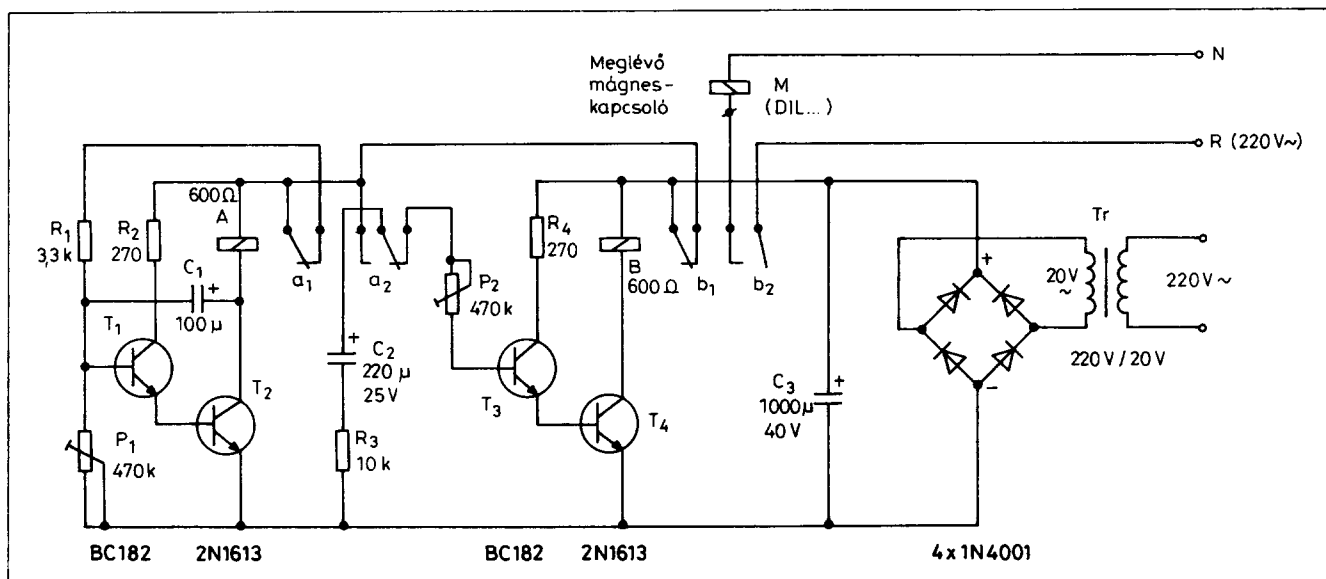 Meglévő
mágnes-
kapcsoló
M
(DIL...)
N
R (220V~)
600Ω
A
R1
3,3k
R2
270
C1
+
100μ
a1
a2
P2
470k
R4
270
B
600Ω
b1
b2
Tr
20V
~
220V~
220V/20V
+
−
T1
T2
+
C2
220μ
25V
R3
10k
T3
T4
C3
+
1000μ
40V
P1
470k
BC182
2N1613
BC182
2N1613
4x1N4001